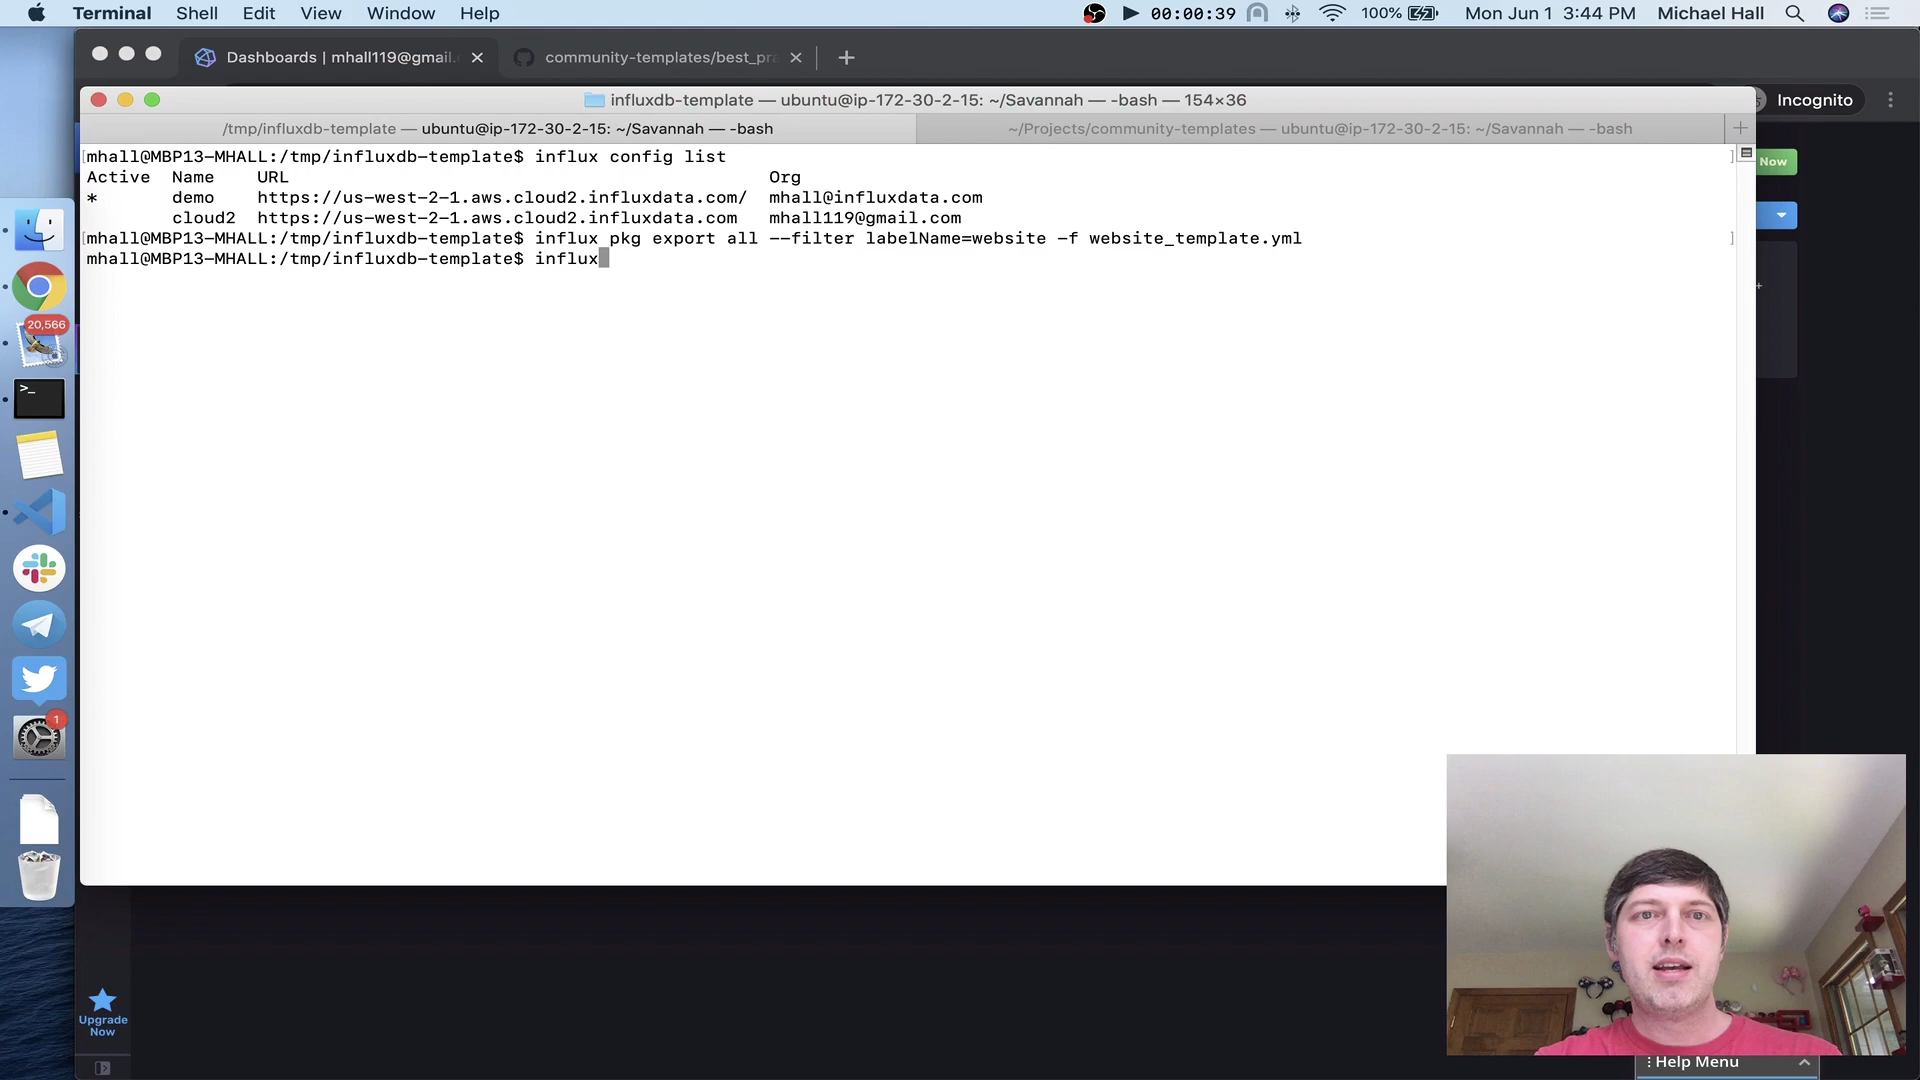 Terminal Shell Edit View Window Help 00:00:39 100% Mon Jun 1 3:44 PM Michael Hall
Dashboards | mhall119@gmail. community-templates/best_pra
influxdb-template — ubuntu@ip-172-30-2-15: ~/Savannah — -bash — 154×36
Incognito
/tmp/influxdb-template — ubuntu@ip-172-30-2-15: ~/Savannah — -bash
~/Projects/community-templates — ubuntu@ip-172-30-2-15: ~/Savannah — -bash
[mhall@MBP13-MHALL:/tmp/influxdb-template$ influx config list ]
Now
Active Name URL Org
* demo https://us-west-2-1.aws.cloud2.influxdata.com/ mhall@influxdata.com
cloud2 https://us-west-2-1.aws.cloud2.influxdata.com mhall119@gmail.com
[mhall@MBP13-MHALL:/tmp/influxdb-template$ influx pkg export all --filter labelName=website -f website_template.yml ]
mhall@MBP13-MHALL:/tmp/influxdb-template$ influx
20,566
>_
1
Upgrade
Now
Help Menu